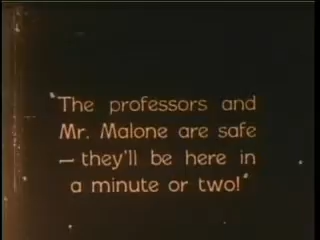 "The professors and
Mr. Malone are safe
— they'll be here in
a minute or two!"